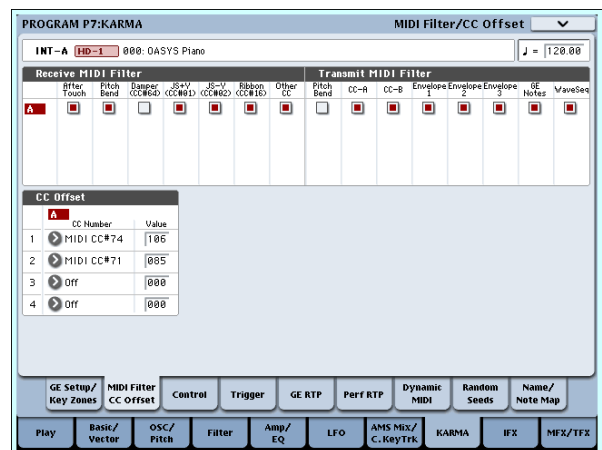 PROGRAM P7:KARMA MIDI Filter/CC Offset
INT-A HD-1 000: OASYS Piano ♩ = 120.00
Receive MIDI Filter Transmit MIDI Filter
After Touch Pitch Bend Damper (CC#64) JS+Y (CC#01) JS-Y (CC#02) Ribbon (CC#16) Other CC Pitch Bend CC-A CC-B Envelope 1 Envelope 2 Envelope 3 GE Notes WaveSeq
A
CC Offset
A
CC Number Value
1 MIDI CC#74 106
2 MIDI CC#71 085
3 Off 000
4 Off 000
GE Setup/ Key Zones MIDI Filter CC Offset Control Trigger GE RTP Perf RTP Dynamic MIDI Random Seeds Name/ Note Map
Play Basic/ Vector OSC/ Pitch Filter Amp/ EQ LFO AMS Mix/ C.KeyTrk KARMA IFX MFX/TFX